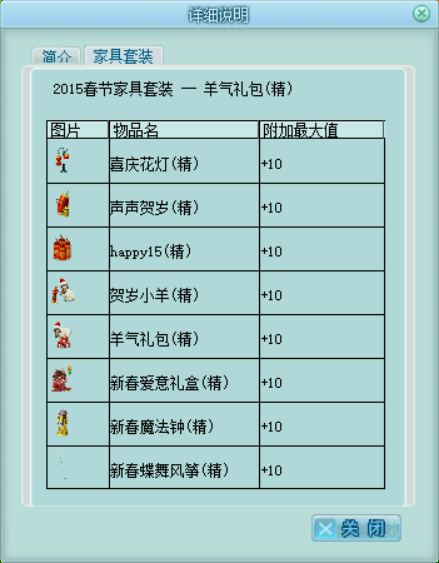 详细说明
简介 家具套装
2015春节家具套装 — 羊气礼包(精)
图片 物品名 附加最大值
喜庆花灯(精) +10
声声贺岁(精) +10
happy15(精) +10
贺岁小羊(精) +10
羊气礼包(精) +10
新春爱意礼盒(精) +10
新春魔法钟(精) +10
新春蝶舞风筝(精) +10
关闭